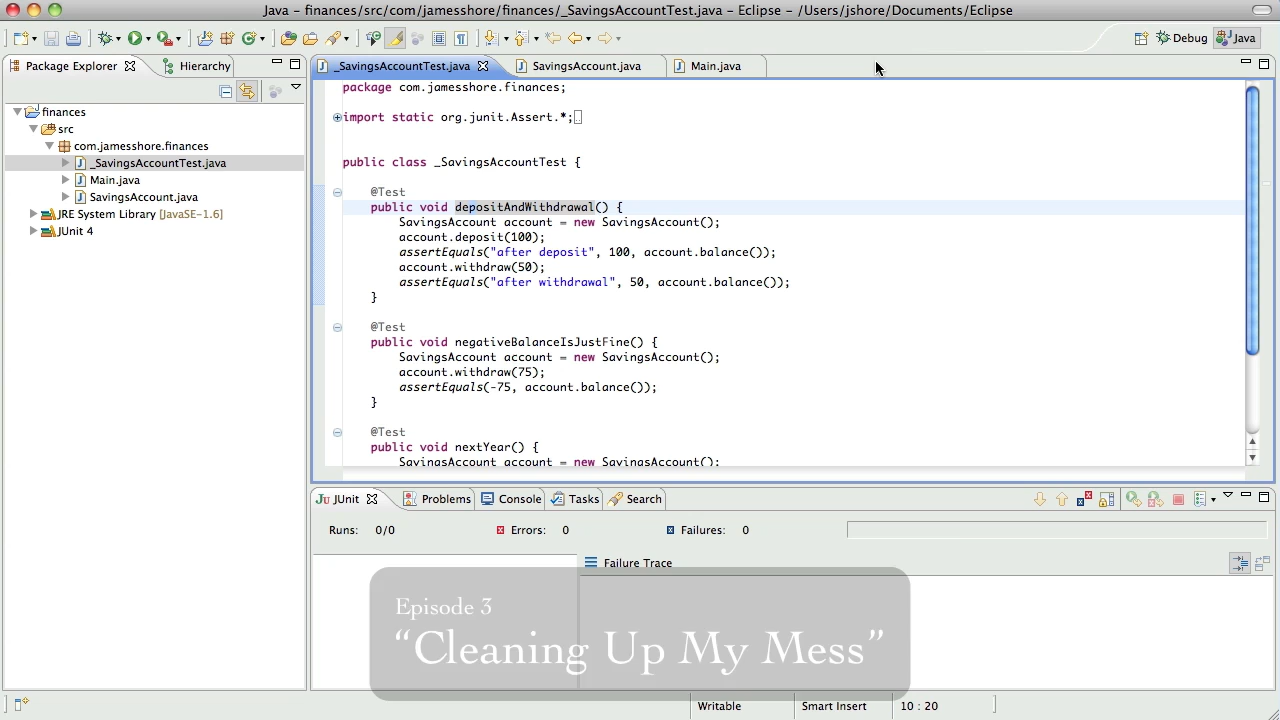 Java - finances/src/com/jamesshore/finances/_SavingsAccountTest.java - Eclipse - /Users/jshore/Documents/Eclipse
Debug
Java
Package Explorer
Hierarchy
finances
src
com.jamesshore.finances
_SavingsAccountTest.java
Main.java
SavingsAccount.java
JRE System Library [JavaSE-1.6]
JUnit 4
_SavingsAccountTest.java
SavingsAccount.java
Main.java
package com.jamesshore.finances;
import static org.junit.Assert.*;
public class _SavingsAccountTest {
@Test
public void depositAndWithdrawal() {
SavingsAccount account = new SavingsAccount();
account.deposit(100);
assertEquals("after deposit", 100, account.balance());
account.withdraw(50);
assertEquals("after withdrawal", 50, account.balance());
}
@Test
public void negativeBalanceIsJustFine() {
SavingsAccount account = new SavingsAccount();
account.withdraw(75);
assertEquals(-75, account.balance());
}
@Test
public void nextYear() {
SavingsAccount account = new SavingsAccount();
JUnit
Problems
Console
Tasks
Search
Runs: 0/0
Errors: 0
Failures: 0
Failure Trace
Episode 3
“Cleaning Up My Mess”
Writable
Smart Insert
10 : 20